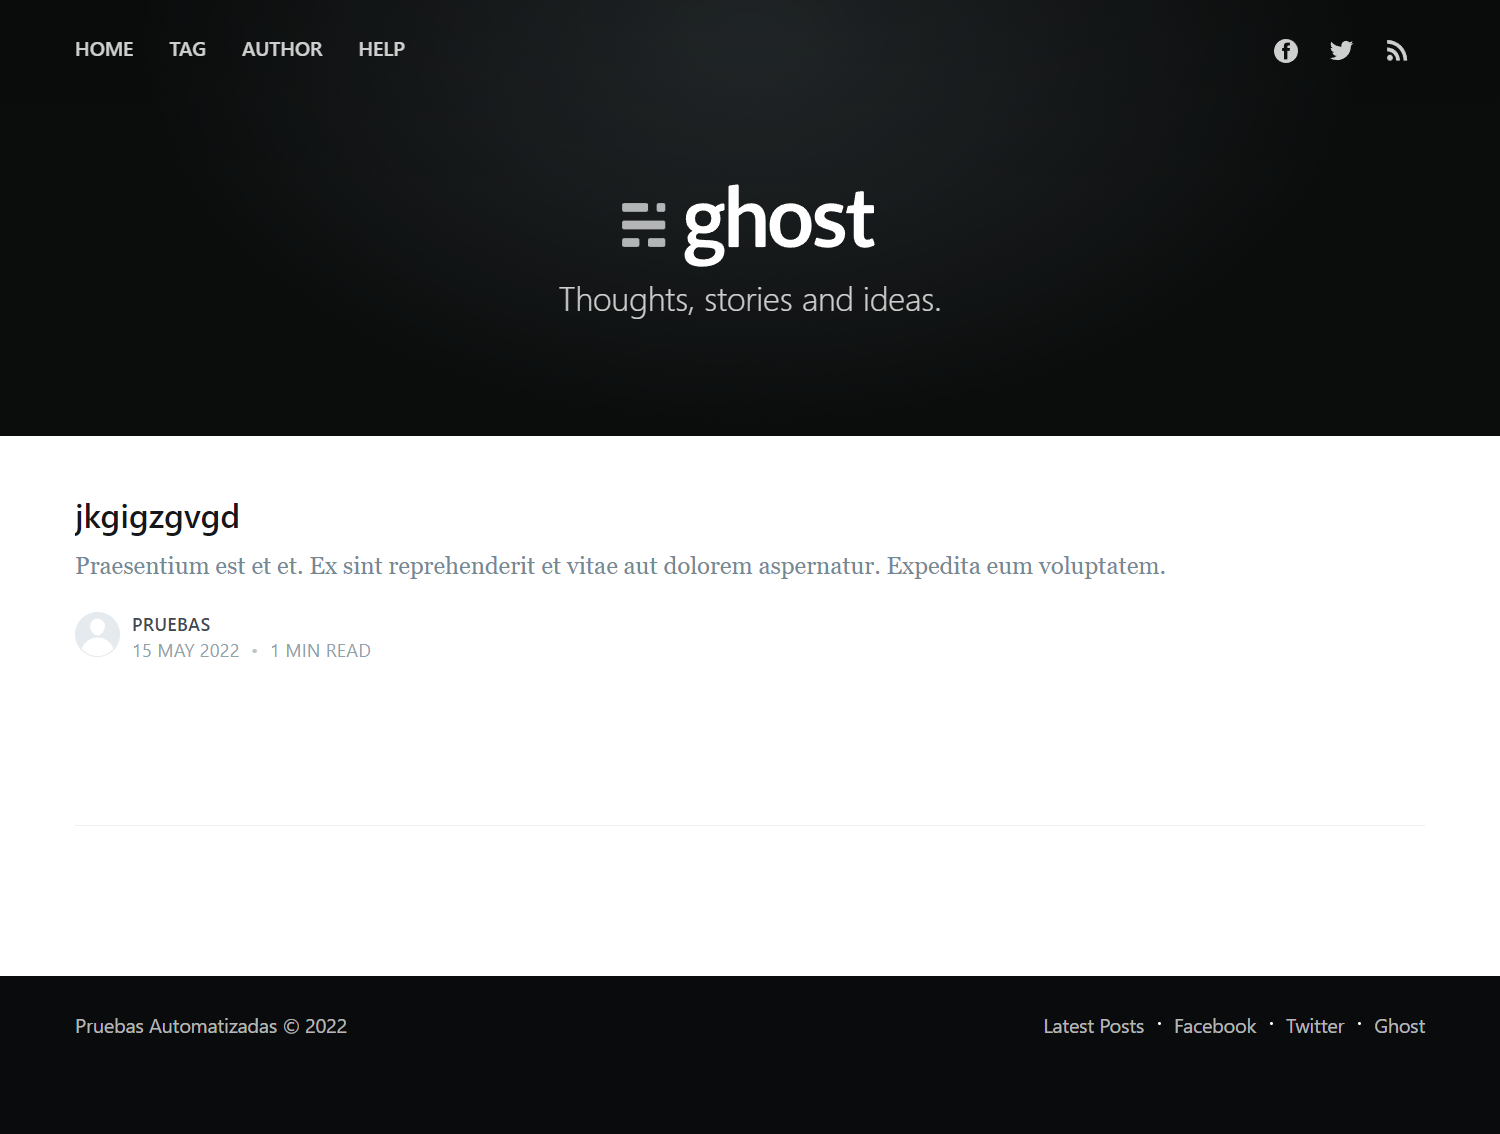 HOME TAG AUTHOR HELP
ghost
Thoughts, stories and ideas.
jkgigzgvgd
Praesentium est et et. Ex sint reprehenderit et vitae aut dolorem aspernatur. Expedita eum voluptatem.
PRUEBAS
15 MAY 2022 • 1 MIN READ
Pruebas Automatizadas © 2022
Latest Posts · Facebook · Twitter · Ghost